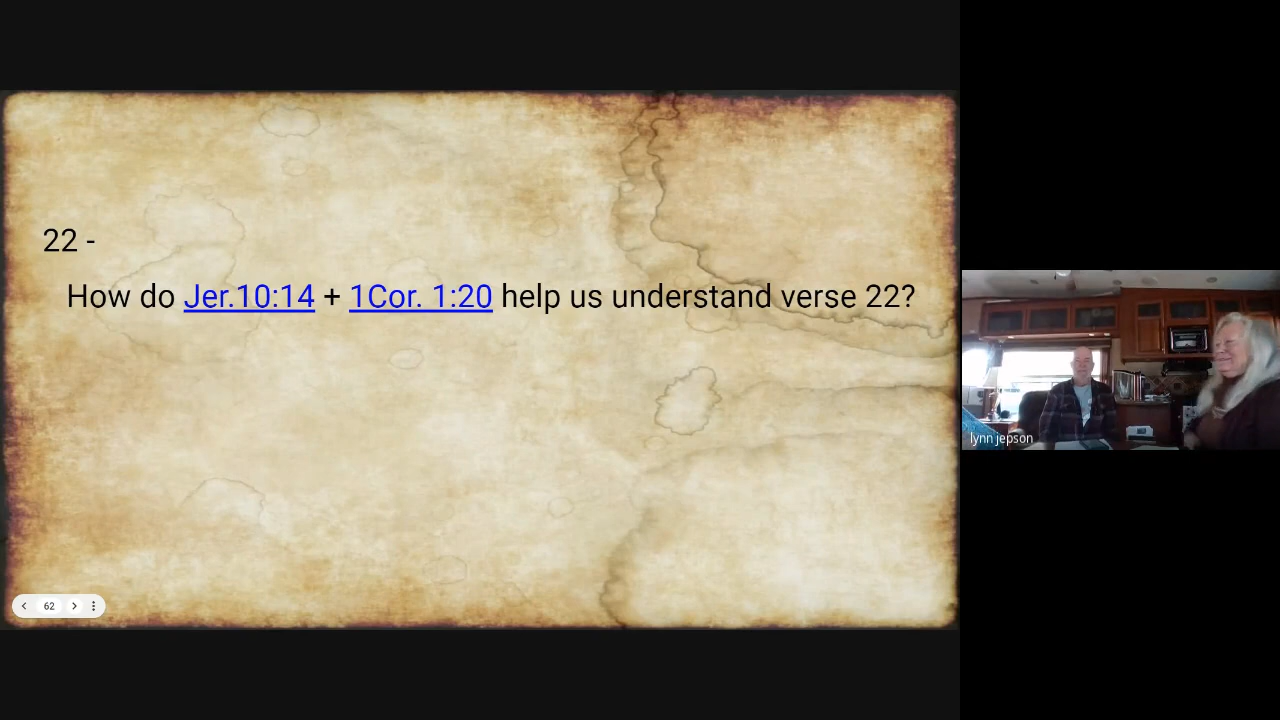 22 -
How do Jer.10:14 + 1Cor. 1:20 help us understand verse 22?
lynn jepson
62